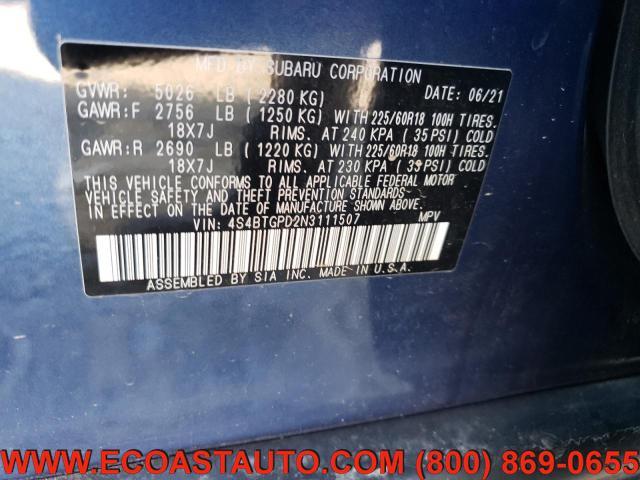 MFD BY SUBARU CORPORATION
GVWR: 5026 LB (2280 KG) DATE: 06/21
GAWR:F 2756 LB (1250 KG) WITH 225/60R18 100H TIRES.
18X7J RIMS. AT 240 KPA (35 PSI) COLD
GAWR:R 2690 LB (1220 KG) WITH 225/60R18 100H TIRES.
18X7J RIMS. AT 230 KPA (33 PSI) COLD
THIS VEHICLE CONFORMS TO ALL APPLICABLE FEDERAL MOTOR
VEHICLE SAFETY AND THEFT PREVENTION STANDARDS
IN EFFECT ON THE DATE OF MANUFACTURE SHOWN ABOVE.
VIN: 4S4BTGPD2N3111507 MPV
ASSEMBLED BY SIA INC. MADE IN U.S.A.
WWW.ECOASTAUTO.COM (800) 869-0655